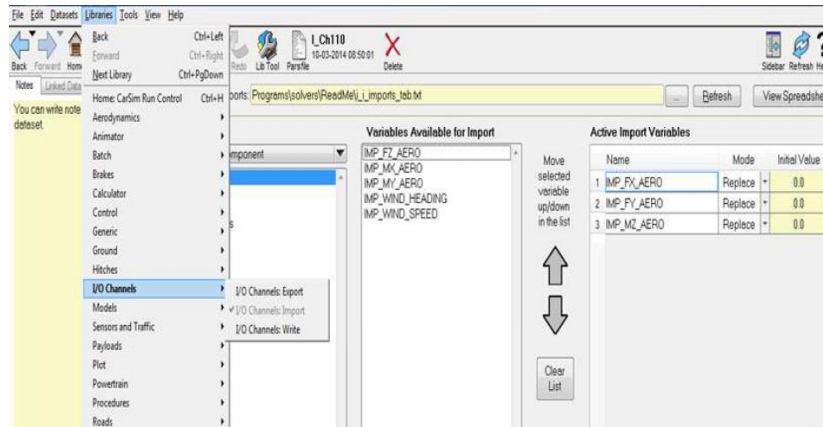 File Edit Datasets Libraries Tools View Help
Back Forward Home
Redo Lib Tool Parsfile
I_Ch110
10-03-2014 08:50:01
Delete
Sidebar Refresh
Notes Linked Data
You can write note
dataset.
Back Ctrl+Left
Forward Ctrl+Right
Next Library Ctrl+PgDown
Home: CarSim Run Control Ctrl+H
Aerodynamics
Animator
Batch
Brakes
Calculator
Control
Generic
Ground
Hitches
I/O Channels
Models
Sensors and Traffic
Payloads
Plot
Powertrain
Procedures
Roads
I/O Channels: Export
I/O Channels: Import
I/O Channels: Write
ports: Programs\solvers\ReadMe\i_i_imports_tab.txt
... Refresh View Spreadshe
mponent
Variables Available for Import
IMP_FZ_AERO
IMP_MX_AERO
IMP_MY_AERO
IMP_WIND_HEADING
IMP_WIND_SPEED
Move
selected
variable
up/down
in the list
Clear
List
Active Import Variables
Name Mode Initial Value
1 IMP_FX_AERO Replace 0.0
2 IMP_FY_AERO Replace 0.0
3 IMP_MZ_AERO Replace 0.0